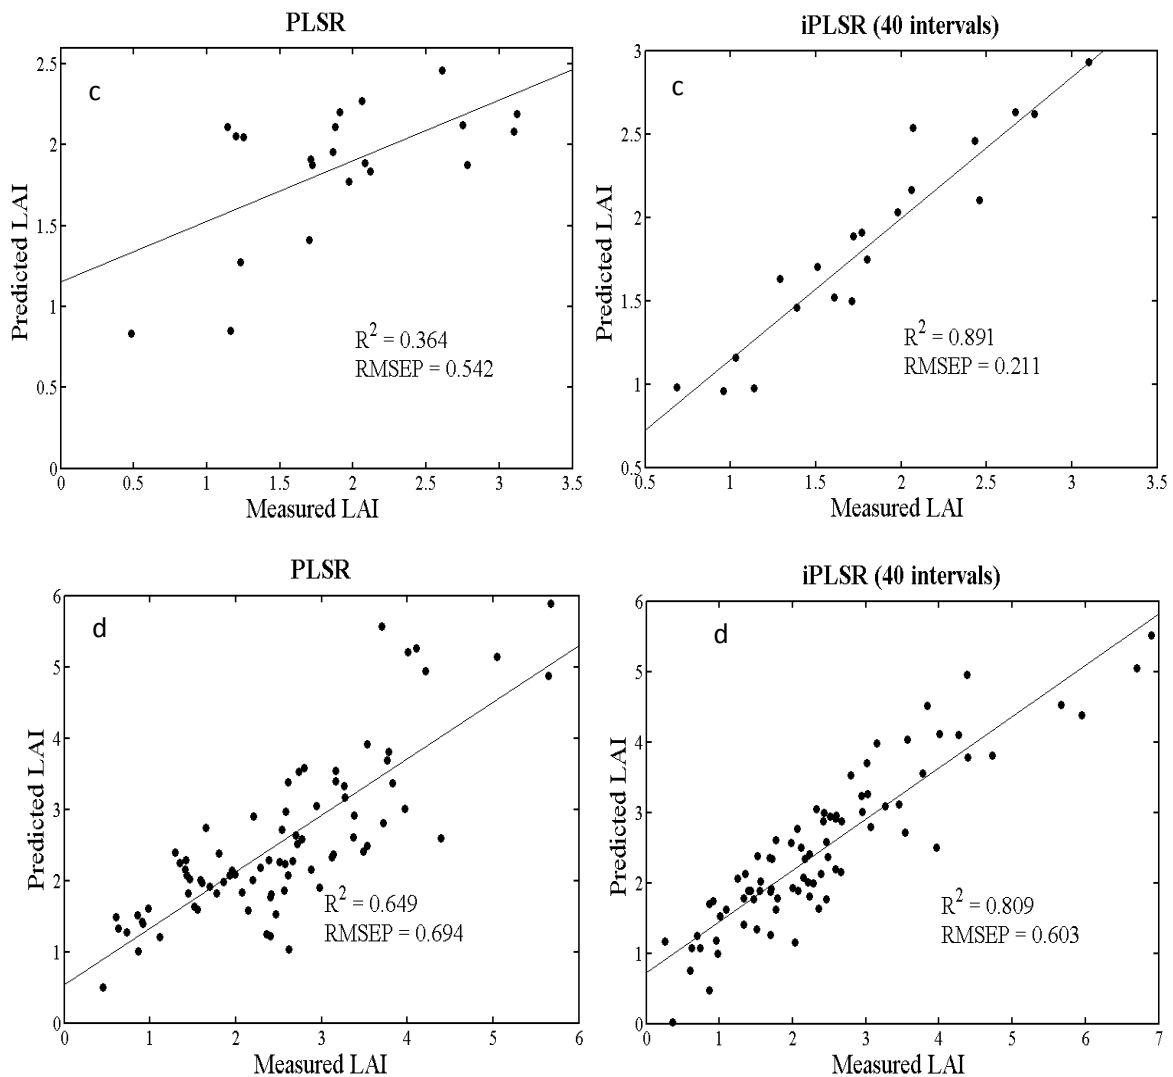 PLSR
c
2.5
2
1.5
1
0.5
0
0 0.5 1 1.5 2 2.5 3 3.5
Predicted LAI
Measured LAI
R2 = 0.364
RMSEP = 0.542
iPLSR (40 intervals)
c
3
2.5
2
1.5
1
0.5
0.5 1 1.5 2 2.5 3 3.5
Predicted LAI
Measured LAI
R2 = 0.891
RMSEP = 0.211
PLSR
d
6
5
4
3
2
1
0
0 1 2 3 4 5 6
Predicted LAI
Measured LAI
R2 = 0.649
RMSEP = 0.694
iPLSR (40 intervals)
d
6
5
4
3
2
1
0
0 1 2 3 4 5 6 7
Predicted LAI
Measured LAI
R2 = 0.809
RMSEP = 0.603